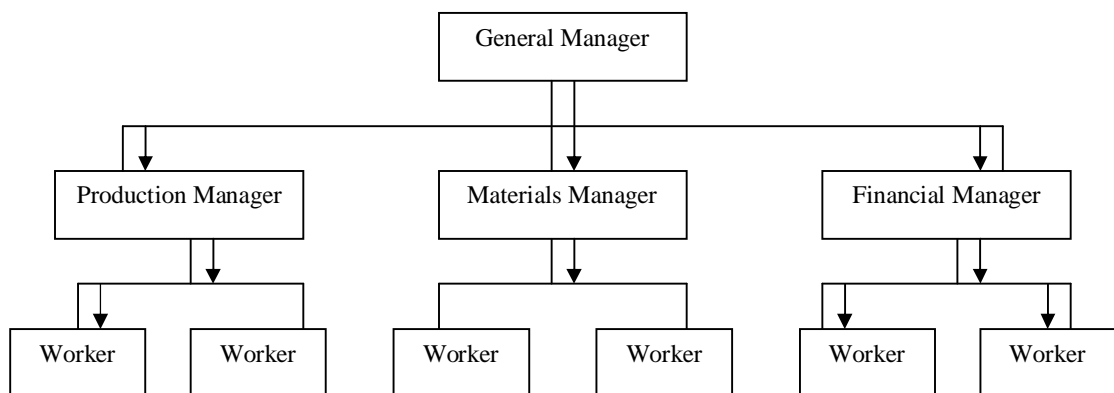 General Manager
Production Manager
Materials Manager
Financial Manager
Worker
Worker
Worker
Worker
Worker
Worker